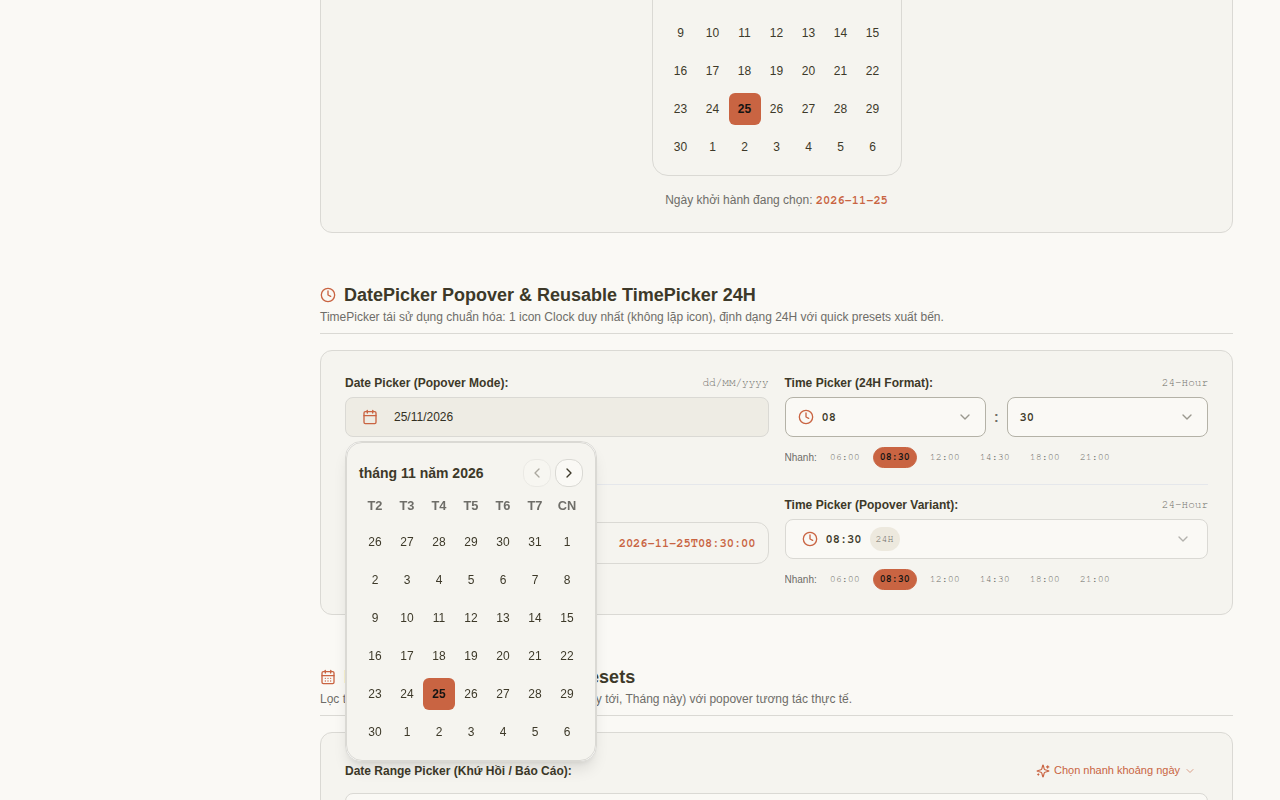 9 10 11 12 13 14 15
16 17 18 19 20 21 22
23 24 25 26 27 28 29
30 1 2 3 4 5 6
Ngày khởi hành đang chọn: 2026-11-25
DatePicker Popover & Reusable TimePicker 24H
TimePicker tái sử dụng chuẩn hóa: 1 icon Clock duy nhất (không lặp icon), định dạng 24H với quick presets xuất bến.
Date Picker (Popover Mode): dd/MM/yyyy
25/11/2026
tháng 11 năm 2026
T2 T3 T4 T5 T6 T7 CN
26 27 28 29 30 31 1
2 3 4 5 6 7 8
9 10 11 12 13 14 15
16 17 18 19 20 21 22
23 24 25 26 27 28 29
30 1 2 3 4 5 6
2026-11-25T08:30:00
Time Picker (24H Format): 24-Hour
08 : 30
Nhanh: 06:00 08:30 12:00 14:30 18:00 21:00
Time Picker (Popover Variant): 24-Hour
08:30 24H
Nhanh: 06:00 08:30 12:00 14:30 18:00 21:00
esets
Lọc t
y tới, Tháng này) với popover tương tác thực tế.
Date Range Picker (Khứ Hồi / Báo Cáo): Chọn nhanh khoảng ngày